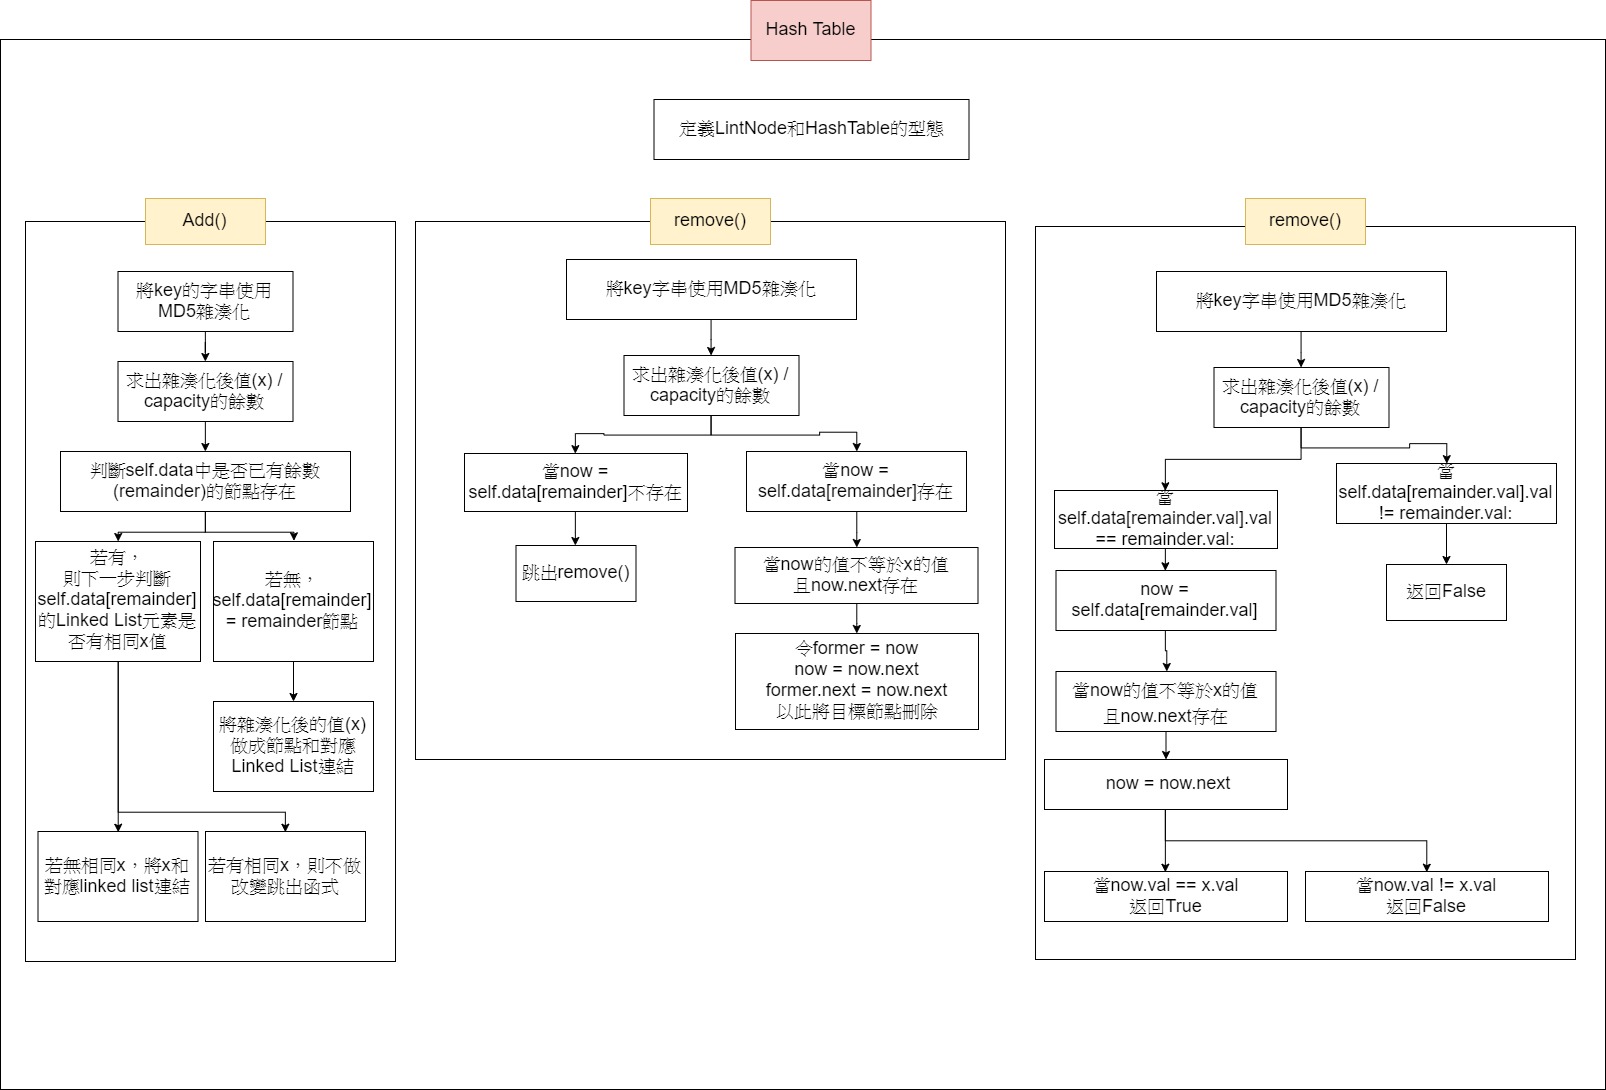 Hash Table
定義LintNode和HashTable的型態
Add()
將key的字串使用
MD5雜湊化
求出雜湊化後值(x) /
capacity的餘數
判斷self.data中是否已有餘數
(remainder)的節點存在
若有，
則下一步判斷
self.data[remainder]
的Linked List元素是
否有相同x值
若無，
self.data[remainder]
= remainder節點
將雜湊化後的值(x)
做成節點和對應
Linked List連結
若無相同x，將x和
對應linked list連結
若有相同x，則不做
改變跳出函式
remove()
將key字串使用MD5雜湊化
求出雜湊化後值(x) /
capacity的餘數
當now =
self.data[remainder]不存在
跳出remove()
當now =
self.data[remainder]存在
當now的值不等於x的值
且now.next存在
令former = now
now = now.next
former.next = now.next
以此將目標節點刪除
remove()
將key字串使用MD5雜湊化
求出雜湊化後值(x) /
capacity的餘數
當
self.data[remainder.val].val
== remainder.val:
now =
self.data[remainder.val]
當now的值不等於x的值
且now.next存在
now = now.next
當now.val == x.val
返回True
當now.val != x.val
返回False
當
self.data[remainder.val].val
!= remainder.val:
返回False